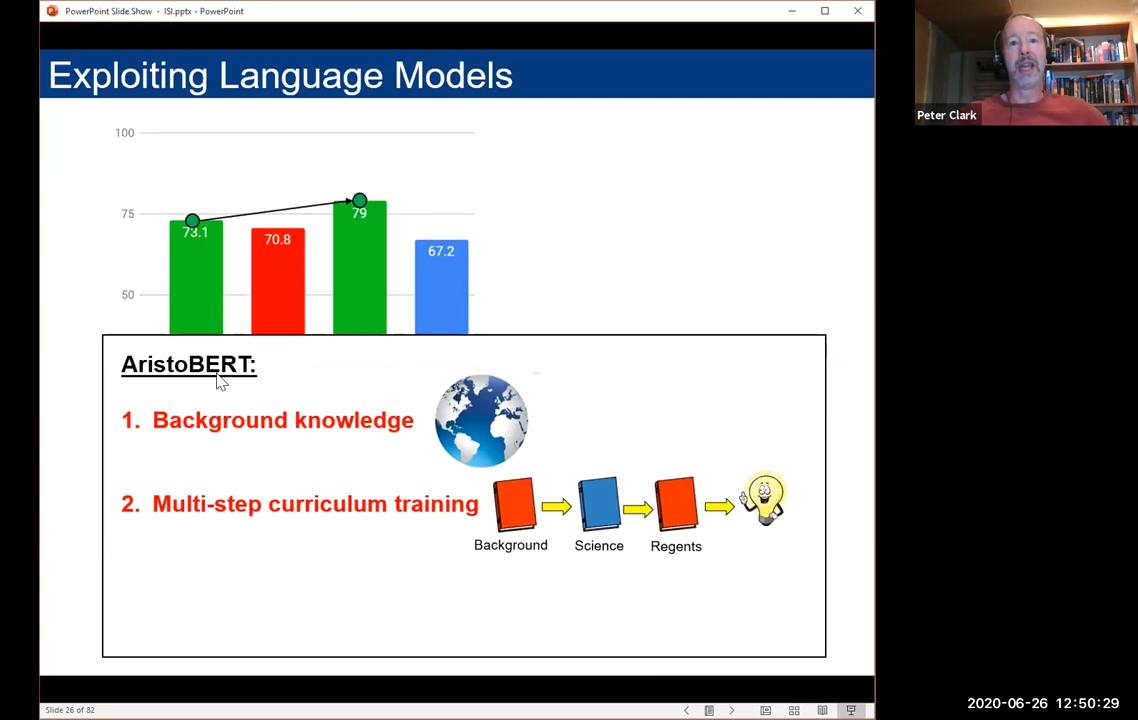 PowerPoint Slide Show - ISI.pptx - PowerPoint
Exploiting Language Models
100
75
50
73.1
70.8
79
67.2
AristoBERT:
1. Background knowledge
2. Multi-step curriculum training
Background Science Regents
Slide 26 of 82
Peter Clark
2020-06-26 12:50:29